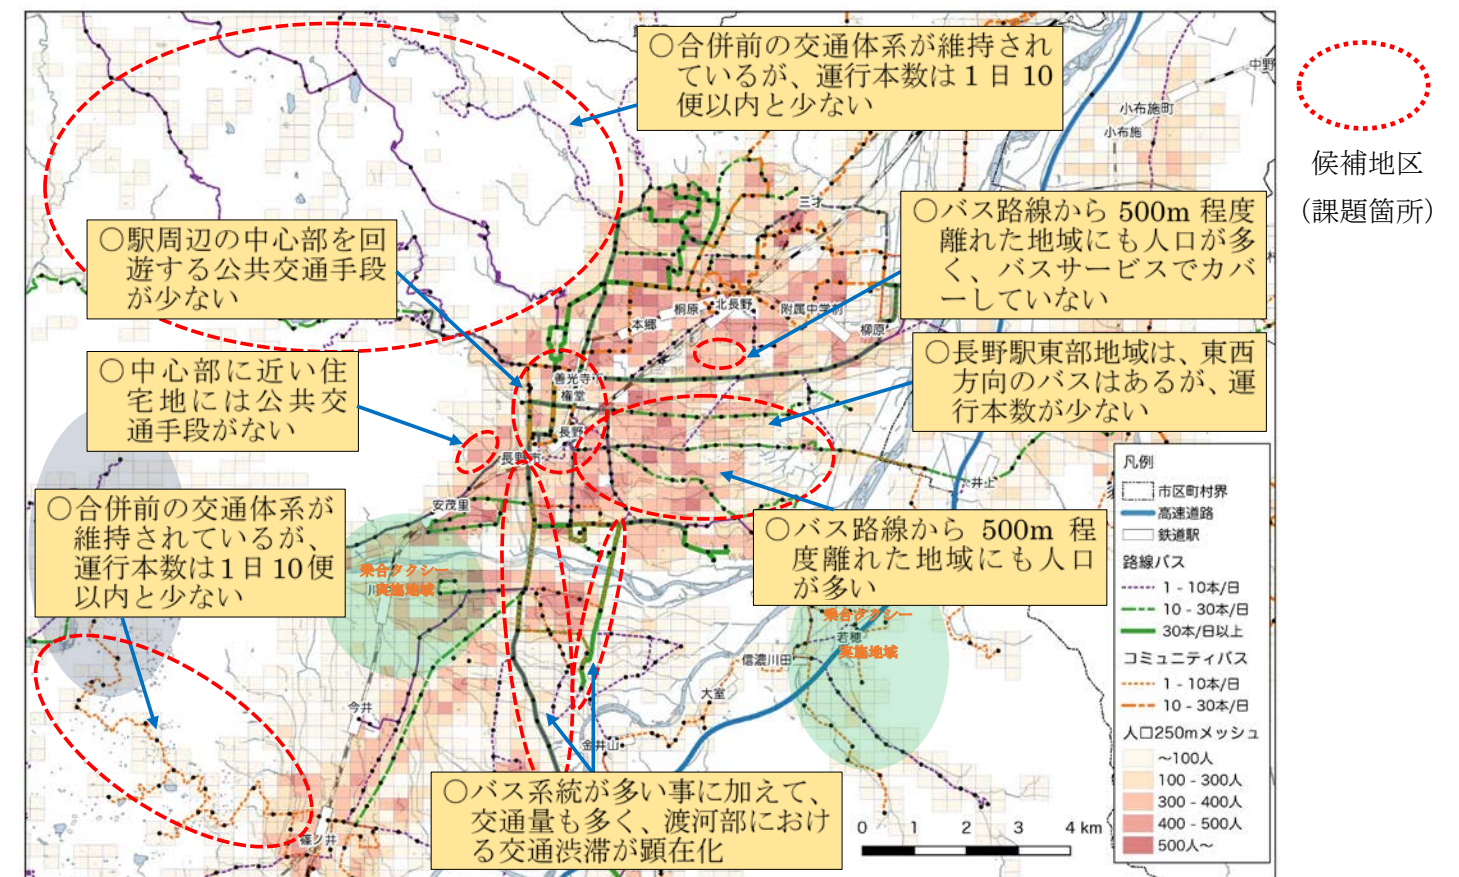 ○合併前の交通体系が維持され
ているが、運行本数は1日10
便以内と少ない
中野
小布施町
小布施
候補地区
（課題箇所）
三才
○バス路線から 500m 程度
離れた地域にも人口が多
く、バスサービスでカバ
ーしていない
○駅周辺の中心部を回
遊する公共交通手段
が少ない
北長野
桐原
附属中学前
本郷
柳原
村
○長野駅東部地域は、東西
方向のバスはあるが、運
行本数が少ない
○中心部に近い住
宅地には公共交
通手段がない
善光寺
権堂
長野
長野市
井上
安茂里
○合併前の交通体系が
維持されているが、
運行本数は1日10便
以内と少ない
○バス路線から 500m 程
度離れた地域にも人口
が多い
乗合タクシー
実施地域
川
乗合タクシー
若穂
実施地域
信濃川田
大室
今井
金井山
篠ノ井
○バス系統が多い事に加えて、
交通量も多く、渡河部におけ
る交通渋滞が顕在化
凡例
市区町村界
高速道路
鉄道駅
路線バス
1 - 10本/日
10 - 30本/日
30本/日以上
コミュニティバス
1 - 10本/日
10 - 30本/日
人口250mメッシュ
～100人
100 - 300人
300 - 400人
400 - 500人
500人～
0 1 2 3 4 km